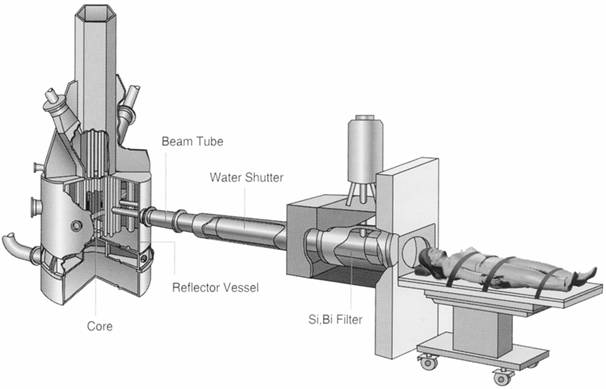 Beam Tube
Water Shutter
Reflector Vessel
Si,Bi Filter
Core